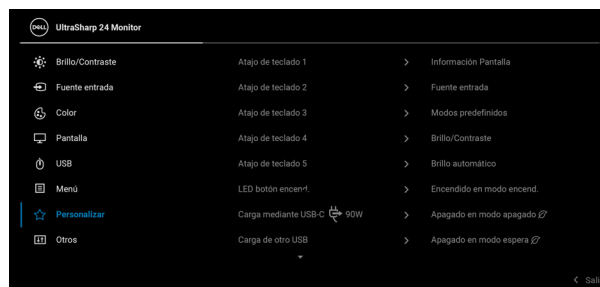 DELL UltraSharp 24 Monitor
Brillo/Contraste Atajo de teclado 1 > Información Pantalla
Fuente entrada Atajo de teclado 2 > Fuente entrada
Color Atajo de teclado 3 > Modos predefinidos
Pantalla Atajo de teclado 4 > Brillo/Contraste
USB Atajo de teclado 5 > Brillo automático
Menú LED botón encend. > Encendido en modo encend.
Personalizar Carga mediante USB-C 90W > Apagado en modo apagado
Otros Carga de otro USB > Apagado en modo espera
< Sali